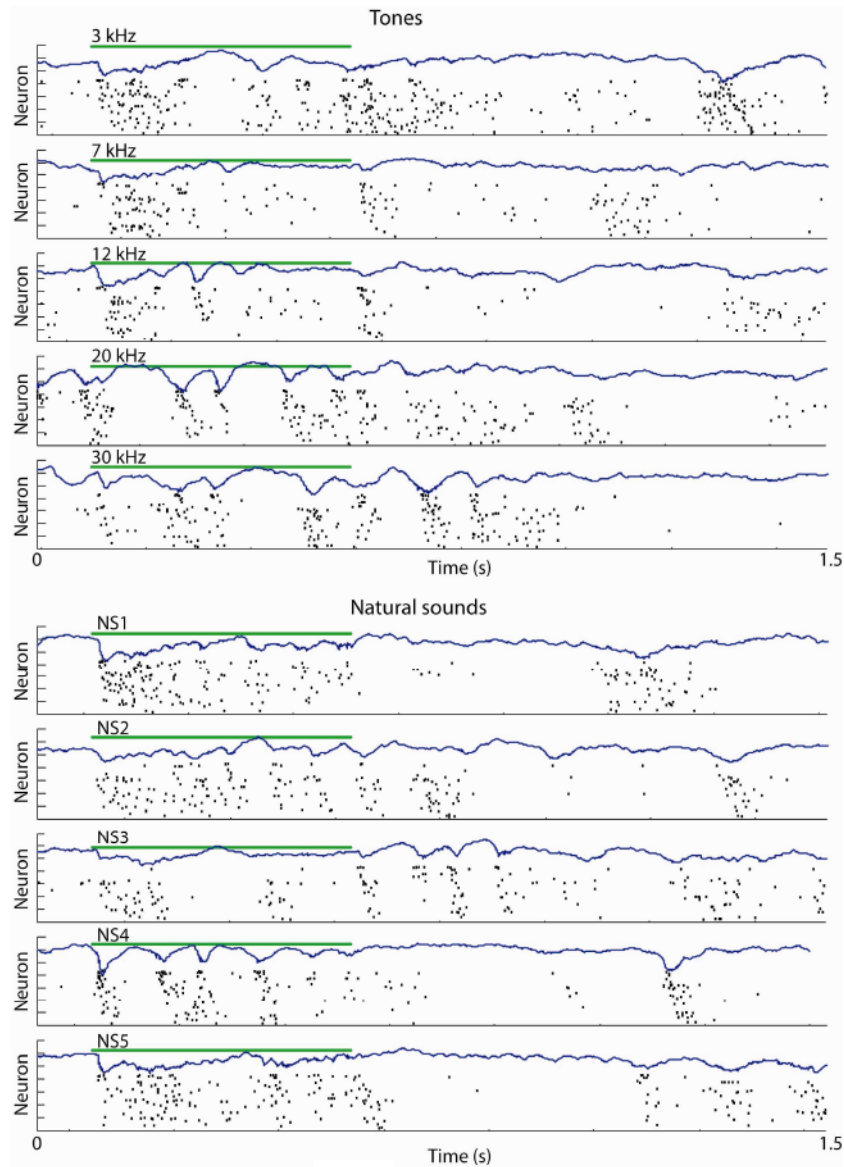 Tones
3 kHz
Neuron
7 kHz
Neuron
12 kHz
Neuron
20 kHz
Neuron
30 kHz
Neuron
0
Time (s)
1.5
Natural sounds
NS1
Neuron
NS2
Neuron
NS3
Neuron
NS4
Neuron
NS5
Neuron
0
Time (s)
1.5